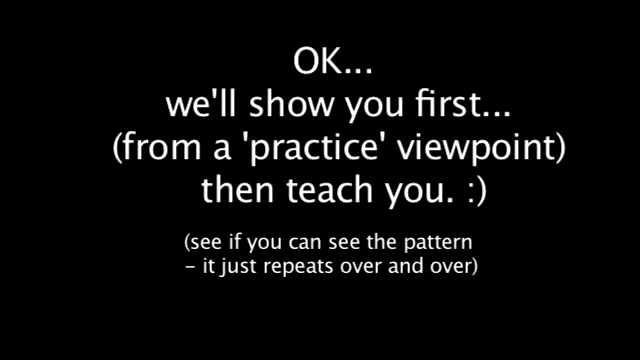 OK...
we'll show you first...
(from a 'practice' viewpoint)
then teach you. :)
(see if you can see the pattern
– it just repeats over and over)